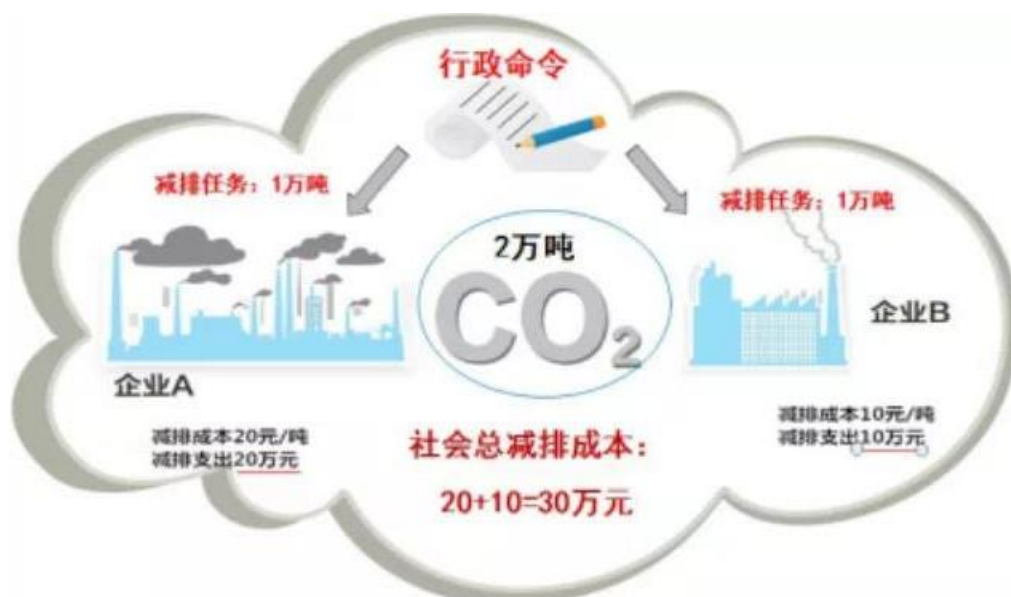 行政命令
减排任务：1万吨
减排任务：1万吨
2万吨
CO2
企业A
企业B
减排成本20元/吨
减排支出20万元
减排成本10元/吨
减排支出10万元
社会总减排成本：
20+10=30万元